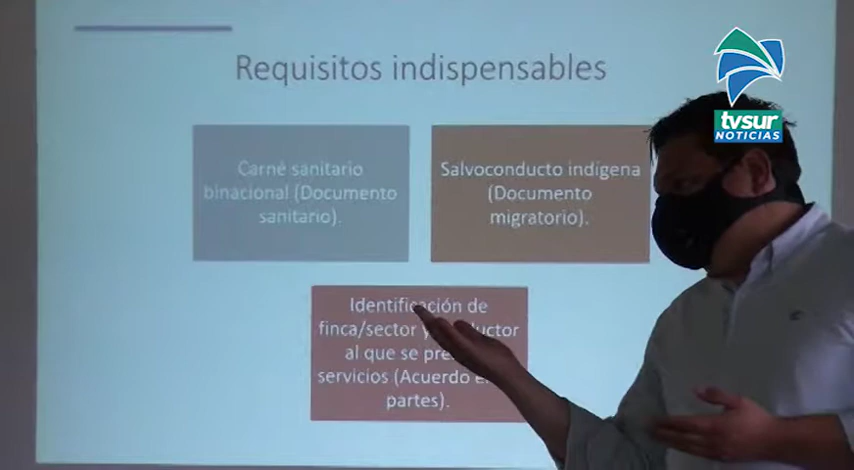 Requisitos indispensables
Carné sanitario
binacional (Documento
sanitario).
Salvoconducto indígena
(Documento
migratorio).
Identificación de
finca/sector y
al que se
servicios (Acuerdo
partes).
tvsur
NOTICIAS